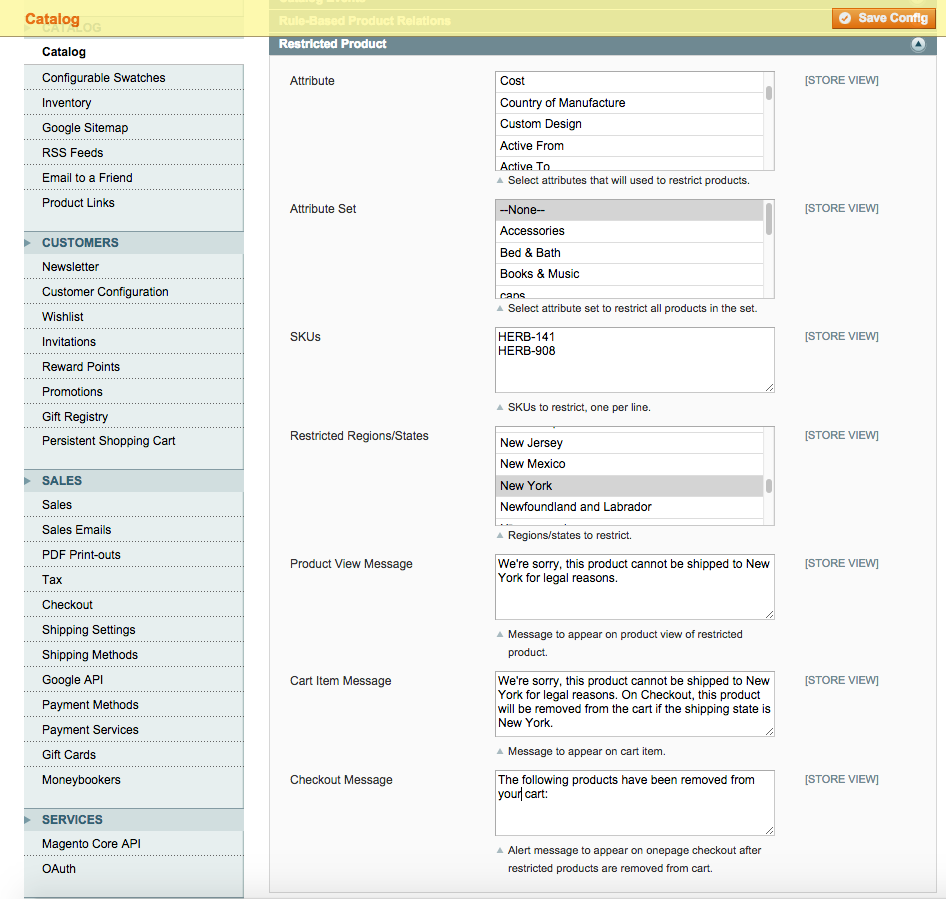 Catalog Events
Catalog
CATALOG
Rule-Based Product Relations
Save Config
Catalog
Configurable Swatches
Inventory
Google Sitemap
RSS Feeds
Email to a Friend
Product Links
CUSTOMERS
Newsletter
Customer Configuration
Wishlist
Invitations
Reward Points
Promotions
Gift Registry
Persistent Shopping Cart
SALES
Sales
Sales Emails
PDF Print-outs
Tax
Checkout
Shipping Settings
Shipping Methods
Google API
Payment Methods
Payment Services
Gift Cards
Moneybookers
SERVICES
Magento Core API
OAuth
Restricted Product
Attribute
Cost
Country of Manufacture
Custom Design
Active From
Active To
[STORE VIEW]
Select attributes that will used to restrict products.
Attribute Set
--None--
Accessories
Bed & Bath
Books & Music
caps
[STORE VIEW]
Select attribute set to restrict all products in the set.
SKUs
HERB-141
HERB-908
[STORE VIEW]
SKUs to restrict, one per line.
Restricted Regions/States
New Jersey
New Mexico
New York
Newfoundland and Labrador
[STORE VIEW]
Regions/states to restrict.
Product View Message
We're sorry, this product cannot be shipped to New
York for legal reasons.
[STORE VIEW]
Message to appear on product view of restricted
product.
Cart Item Message
We're sorry, this product cannot be shipped to New
York for legal reasons. On Checkout, this product
will be removed from the cart if the shipping state is
New York.
[STORE VIEW]
Message to appear on cart item.
Checkout Message
The following products have been removed from
your cart:
[STORE VIEW]
Alert message to appear on onepage checkout after
restricted products are removed from cart.